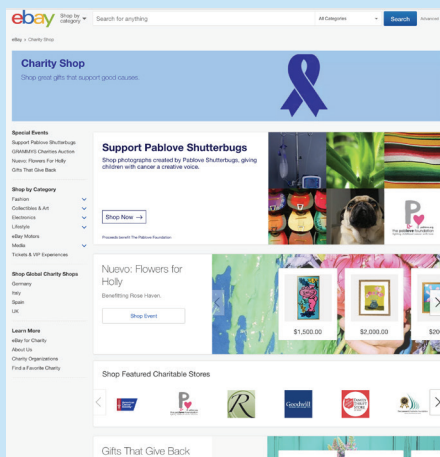 ebay
Shop by
category
Search for anything
All Categories
Search
Advanced
eBay > Charity Shop
Charity Shop
Shop great gifts that support good causes.
Special Events
Support Pablove Shutterbugs
GRAMMYS Charities Auction
Nuevo: Flowers For Holly
Gifts That Give Back
Shop by Category
Fashion
Collectibles & Art
Electronics
Lifestyle
eBay Motors
Media
Tickets & VIP Experiences
Shop Global Charity Shops
Germany
Italy
Spain
UK
Learn More
eBay for Charity
About Us
Charity Organizations
Find a Favorite Charity
Support Pablove Shutterbugs
Shop photographs created by Pablove Shutterbugs, giving
children with cancer a creative voice.
Shop Now →
Proceeds benefit The Pablove Foundation
P
the pablove foundation
Nuevo: Flowers for
Holly
Benefitting Rose Haven.
Shop Event
$1,500.00
$2,000.00
$20
Shop Featured Charitable Stores
P
R
Goodwill
Gifts That Give Back